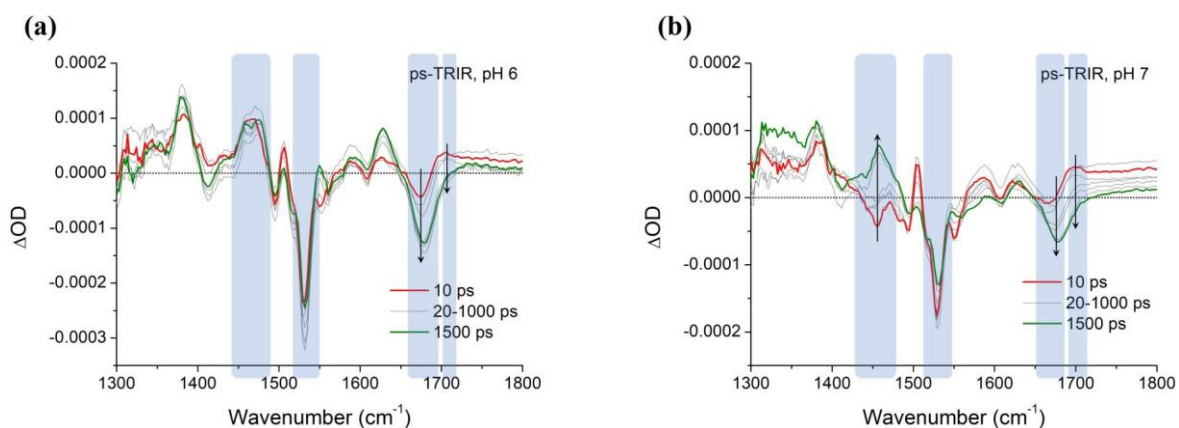 (a)
ps-TRIR, pH 6
0.0002
0.0001
0.0000
-0.0001
-0.0002
-0.0003
ΔOD
10 ps
20-1000 ps
1500 ps
1300 1400 1500 1600 1700 1800
Wavenumber (cm⁻¹)
(b)
ps-TRIR, pH 7
0.0002
0.0001
0.0000
-0.0001
-0.0002
ΔOD
10 ps
20-1000 ps
1500 ps
1300 1400 1500 1600 1700 1800
Wavenumber (cm⁻¹)